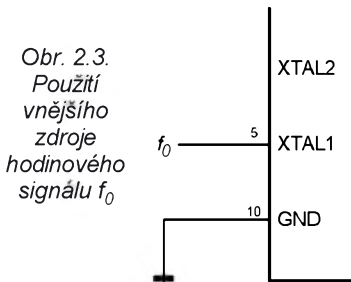 Obr. 2.3.
Použití
vnějšího
zdroje
hodinového
signálu f0
XTAL2
f0
5
XTAL1
10
GND